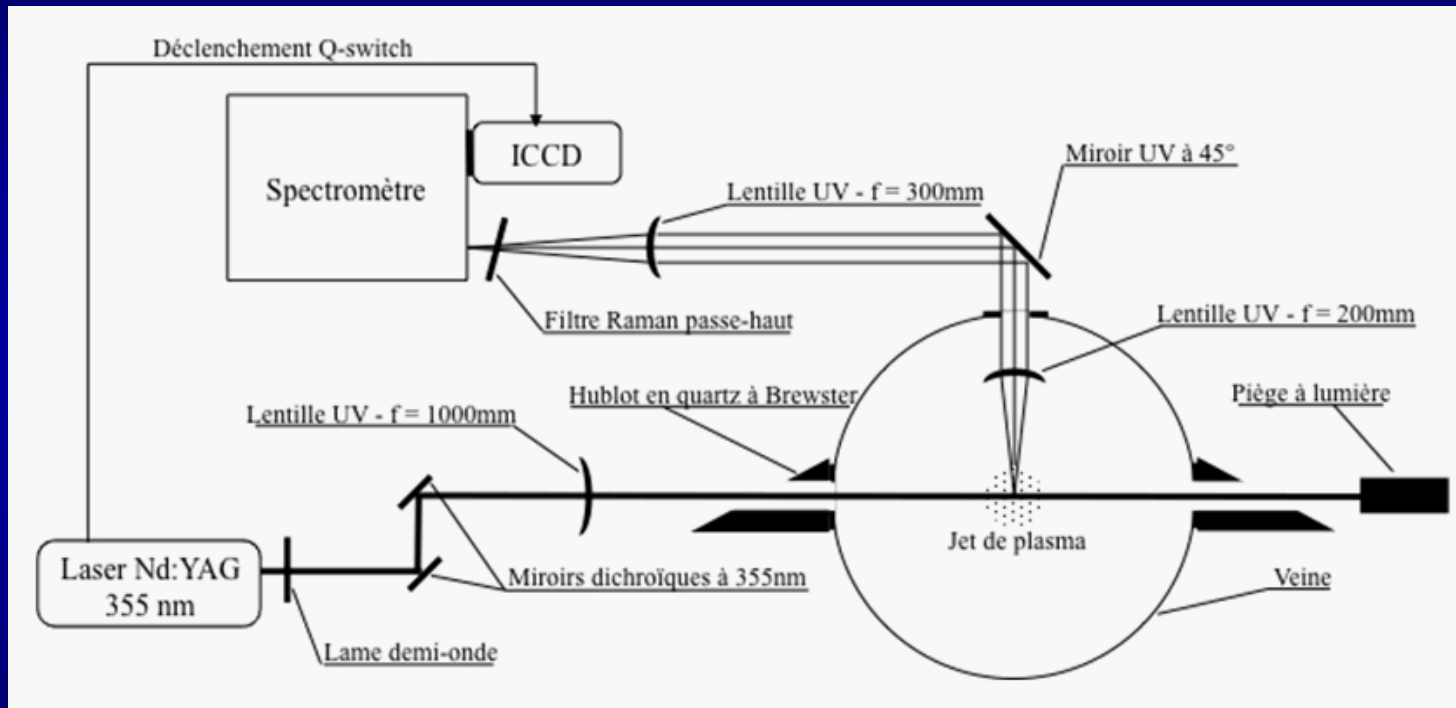 Déclenchement Q-switch
ICCD
Spectromètre
Miroir UV à 45°
Lentille UV - f = 300mm
Filtre Raman passe-haut
Lentille UV - f = 200mm
Hublot en quartz à Brewster
Piège à lumière
Lentille UV - f = 1000mm
Jet de plasma
Laser Nd:YAG
355 nm
Miroirs dichroïques à 355nm
Veine
Lame demi-onde